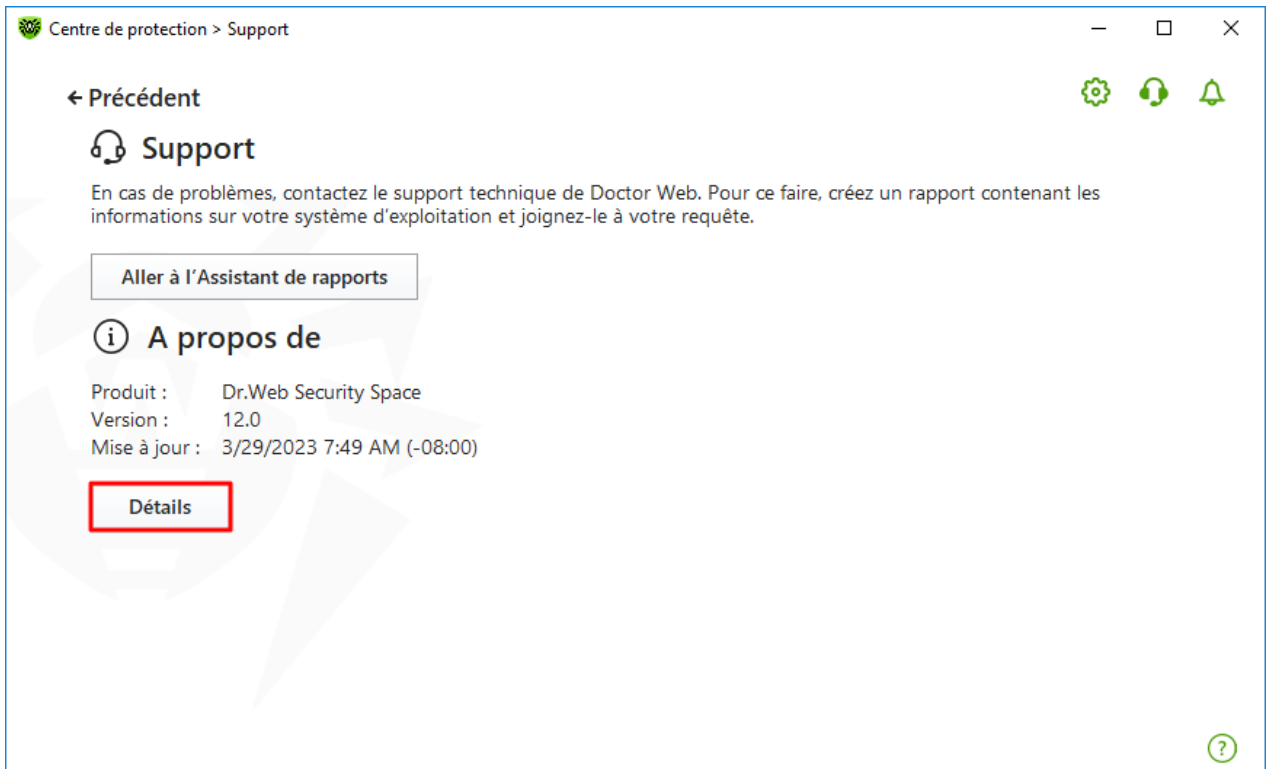 Centre de protection > Support
Précédent
Support
En cas de problèmes, contactez le support technique de Doctor Web. Pour ce faire, créez un rapport contenant les
informations sur votre système d’exploitation et joignez-le à votre requête.
Aller à l’Assistant de rapports
A propos de
Produit : Dr.Web Security Space
Version : 12.0
Mise à jour : 3/29/2023 7:49 AM (-08:00)
Détails